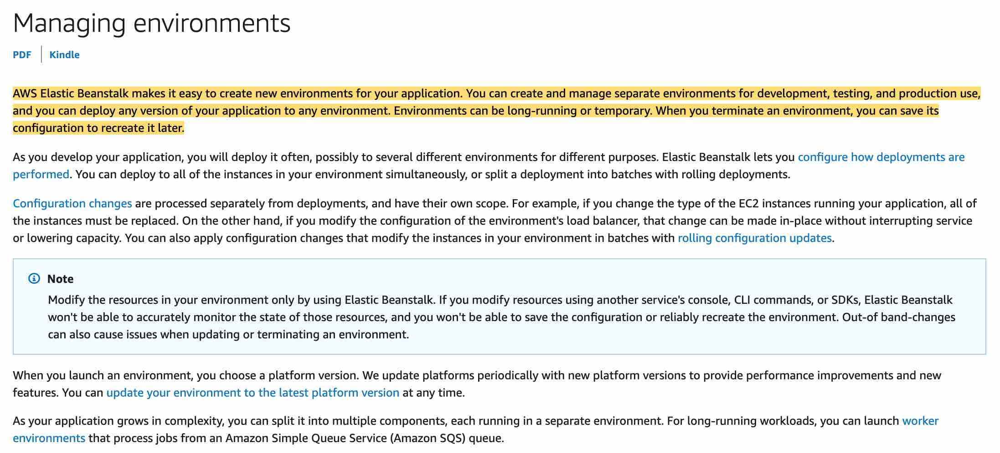 Managing environments
PDF
Kindle
AWS Elastic Beanstalk makes it easy to create new environments for your application. You can create and manage separate environments for development, testing, and production use,
and you can deploy any version of your application to any environment. Environments can be long-running or temporary. When you terminate an environment, you can save its
configuration to recreate it later.
As you develop your application, you will deploy it often, possibly to several different environments for different purposes. Elastic Beanstalk lets you configure how deployments are
performed. You can deploy to all of the instances in your environment simultaneously, or split a deployment into batches with rolling deployments.
Configuration changes are processed separately from deployments, and have their own scope. For example, if you change the type of the EC2 instances running your application, all of
the instances must be replaced. On the other hand, if you modify the configuration of the environment's load balancer, that change can be made in-place without interrupting service
or lowering capacity. You can also apply configuration changes that modify the instances in your environment in batches with rolling configuration updates.
Note
Modify the resources in your environment only by using Elastic Beanstalk. If you modify resources using another service's console, CLI commands, or SDKs, Elastic Beanstalk
won't be able to accurately monitor the state of those resources, and you won't be able to save the configuration or reliably recreate the environment. Out-of band-changes
can also cause issues when updating or terminating an environment.
When you launch an environment, you choose a platform version. We update platforms periodically with new platform versions to provide performance improvements and new
features. You can update your environment to the latest platform version at any time.
As your application grows in complexity, you can split it into multiple components, each running in a separate environment. For long-running workloads, you can launch worker
environments that process jobs from an Amazon Simple Queue Service (Amazon SQS) queue.